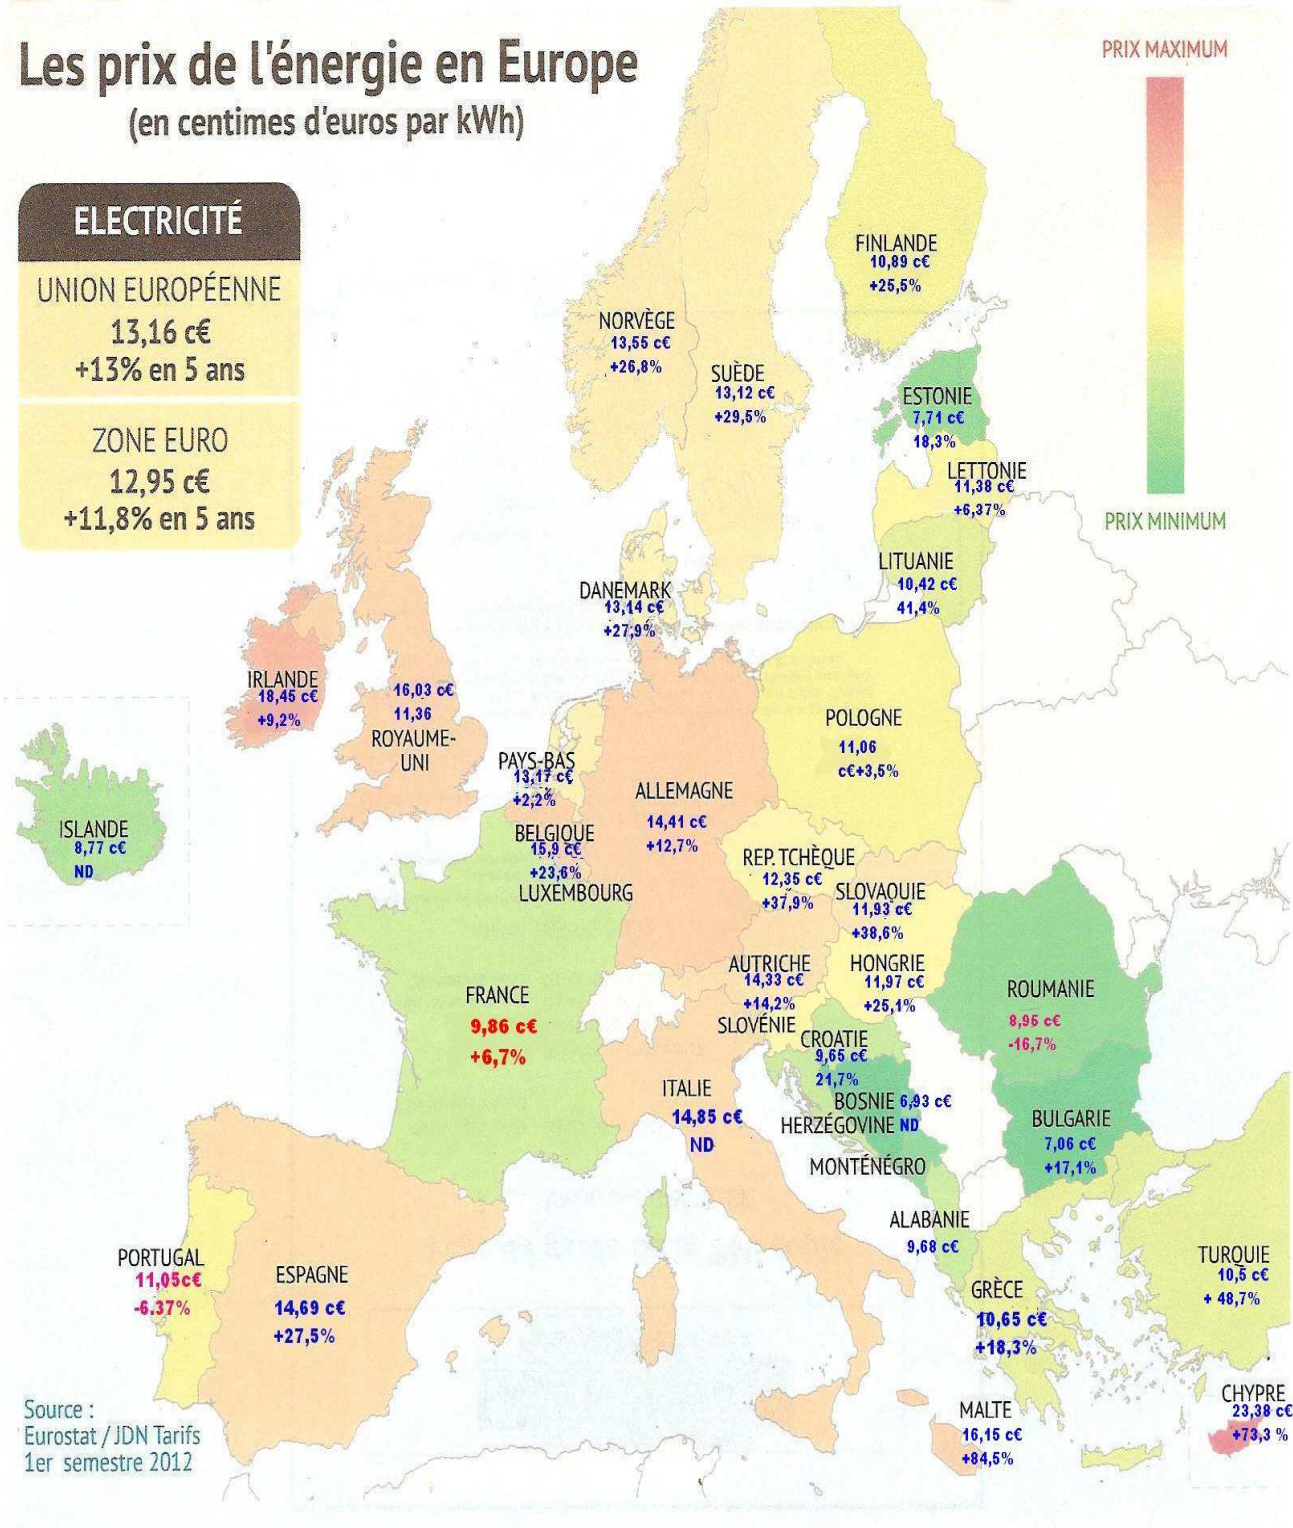 Les prix de l'énergie en Europe
(en centimes d'euros par kWh)
PRIX MAXIMUM
PRIX MINIMUM
ELECTRICITÉ
UNION EUROPÉENNE
13,16 c€
+13% en 5 ans
ZONE EURO
12,95 c€
+11,8% en 5 ans
FINLANDE
10,89 c€
+25,5%
NORVÈGE
13,55 c€
+26,8%
SUÈDE
13,12 c€
+29,5%
ESTONIE
7,71 c€
18,3%
LETTONIE
11,38 c€
+6,37%
LITUANIE
10,42 c€
41,4%
DANEMARK
13,14 c€
+27,9%
IRLANDE
18,45 c€
+9,2%
16,03 c€
11,36
ROYAUME-
UNI
PAYS-BAS
13,17 c€
+2,2%
ALLEMAGNE
14,41 c€
+12,7%
POLOGNE
11,06
c€+3,5%
ISLANDE
8,77 c€
ND
BELGIQUE
15,9 c€
+23,6%
LUXEMBOURG
REP. TCHÈQUE
12,35 c€
+37,9%
SLOVAQUIE
11,93 c€
+38,6%
AUTRICHE
14,33 c€
+14,2%
HONGRIE
11,97 c€
+25,1%
SLOVÉNIE
FRANCE
9,86 c€
+6,7%
ROUMANIE
8,95 c€
-16,7%
CROATIE
9,65 c€
21,7%
BOSNIE 6,93 c€
HERZÉGOVINE ND
ITALIE
14,85 c€
ND
MONTÉNÉGRO
BULGARIE
7,06 c€
+17,1%
ALABANIE
9,68 c€
PORTUGAL
11,05c€
-6.37%
ESPAGNE
14,69 c€
+27,5%
GRÈCE
10,65 c€
+18,3%
TURQUIE
10,5 c€
+ 48,7%
MALTE
16,15 c€
+84,5%
CHYPRE
23,38 c€
+73,3 %
Source :
Eurostat / JDN Tarifs
1er semestre 2012